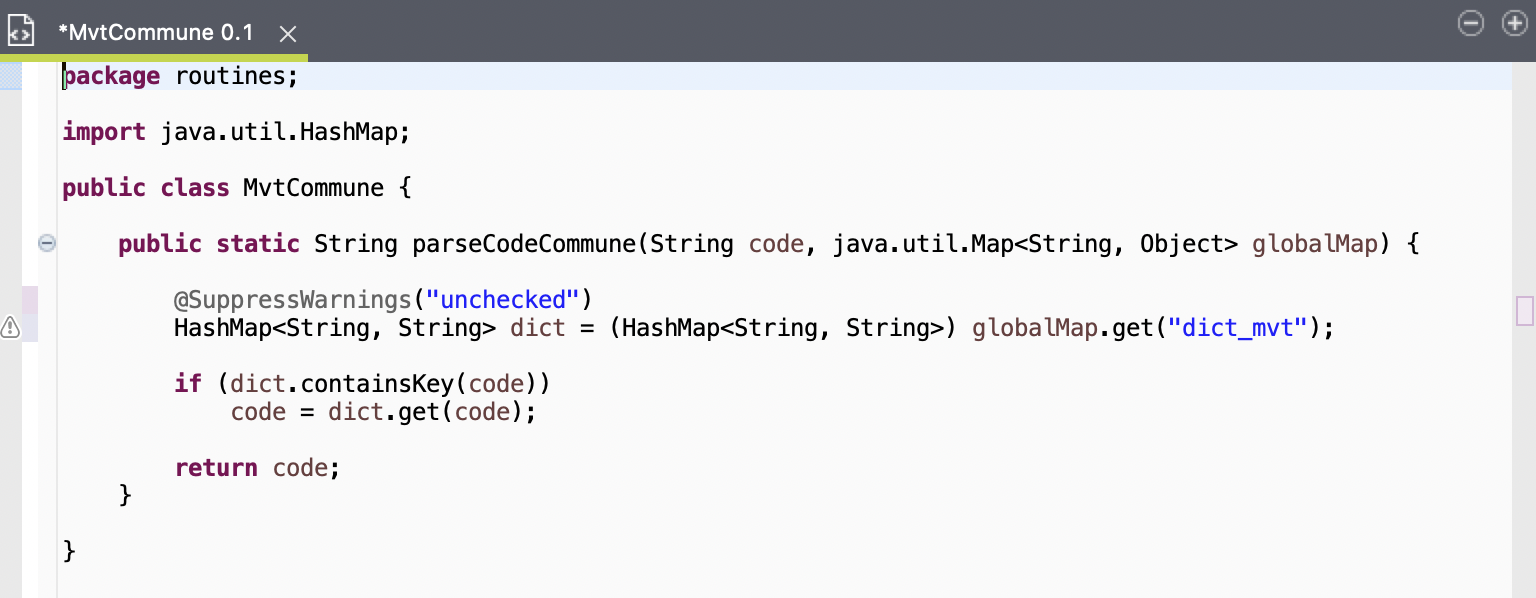 *MvtCommune 0.1
package routines;
import java.util.HashMap;
public class MvtCommune {
public static String parseCodeCommune(String code, java.util.Map<String, Object> globalMap) {
@SuppressWarnings("unchecked")
HashMap<String, String> dict = (HashMap<String, String>) globalMap.get("dict_mvt");
if (dict.containsKey(code))
code = dict.get(code);
return code;
}
}